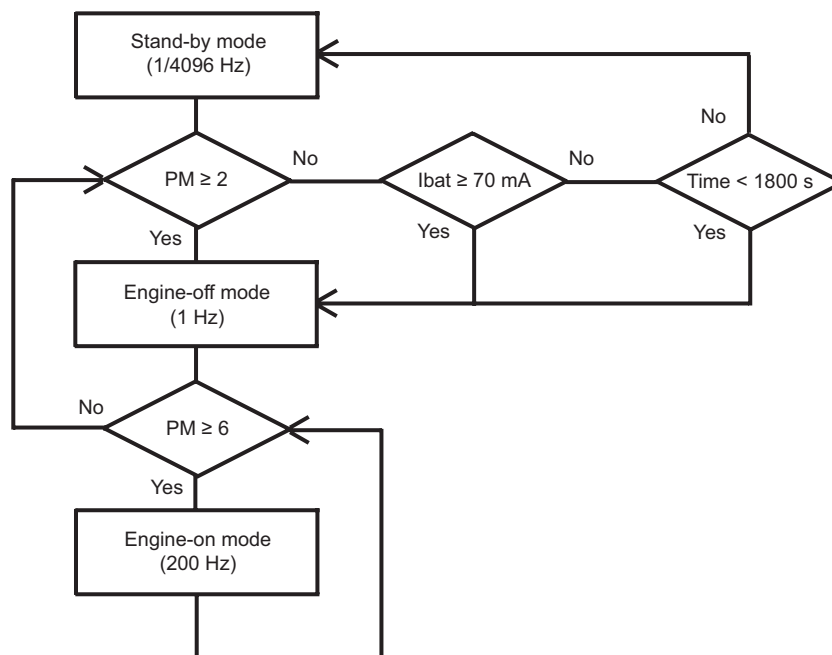 Stand-by mode
(1/4096 Hz)
No
PM ≥ 2
No
Ibat ≥ 70 mA
No
Time < 1800 s
Yes
Yes
Yes
Engine-off mode
(1 Hz)
No
PM ≥ 6
Yes
Engine-on mode
(200 Hz)